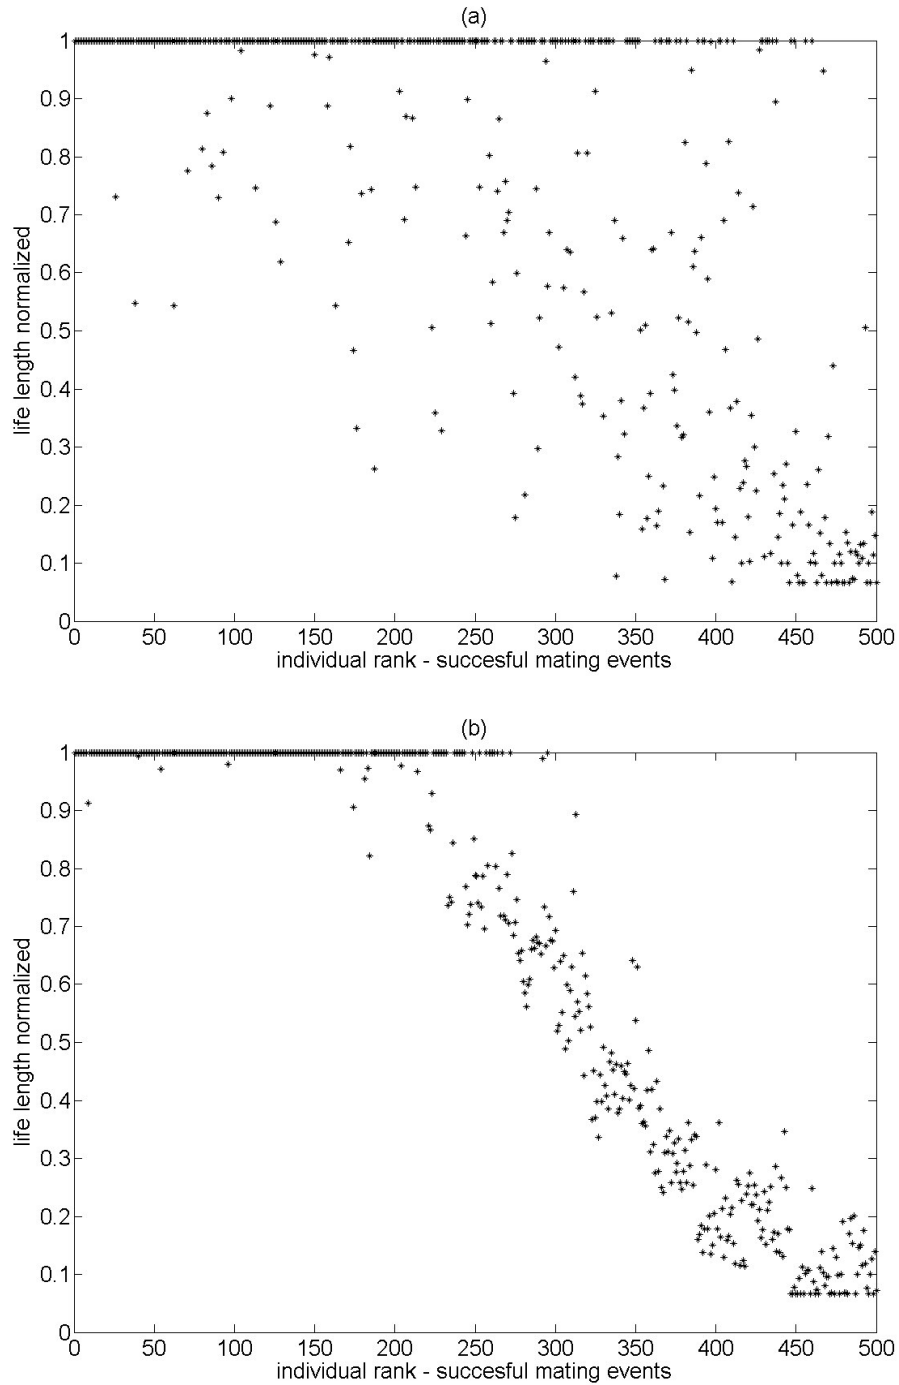 (a)
1
0.9
0.8
0.7
0.6
0.5
0.4
0.3
0.2
0.1
0
life length normalized
0 50 100 150 200 250 300 350 400 450 500
individual rank - succesful mating events
(b)
1
0.9
0.8
0.7
0.6
0.5
0.4
0.3
0.2
0.1
0
life length normalized
0 50 100 150 200 250 300 350 400 450 500
individual rank - succesful mating events